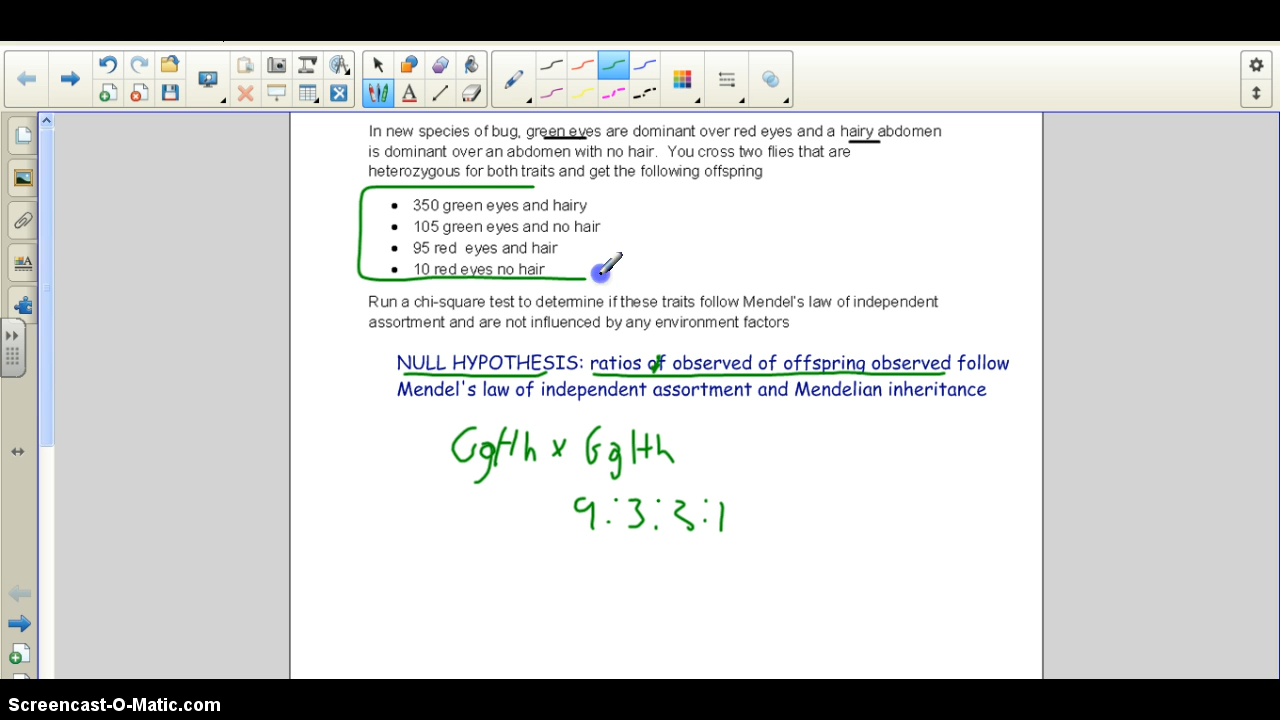 In new species of bug, green eyes are dominant over red eyes and a hairy abdomen
is dominant over an abdomen with no hair. You cross two flies that are
heterozygous for both traits and get the following offspring
• 350 green eyes and hairy
• 105 green eyes and no hair
• 95 red eyes and hair
• 10 red eyes no hair
Run a chi-square test to determine if these traits follow Mendel's law of independent
assortment and are not influenced by any environment factors
NULL HYPOTHESIS: ratios of observed of offspring observed follow
Mendel's law of independent assortment and Mendelian inheritance
GgHh x GgHh
9:3:3:1
Screencast-O-Matic.com